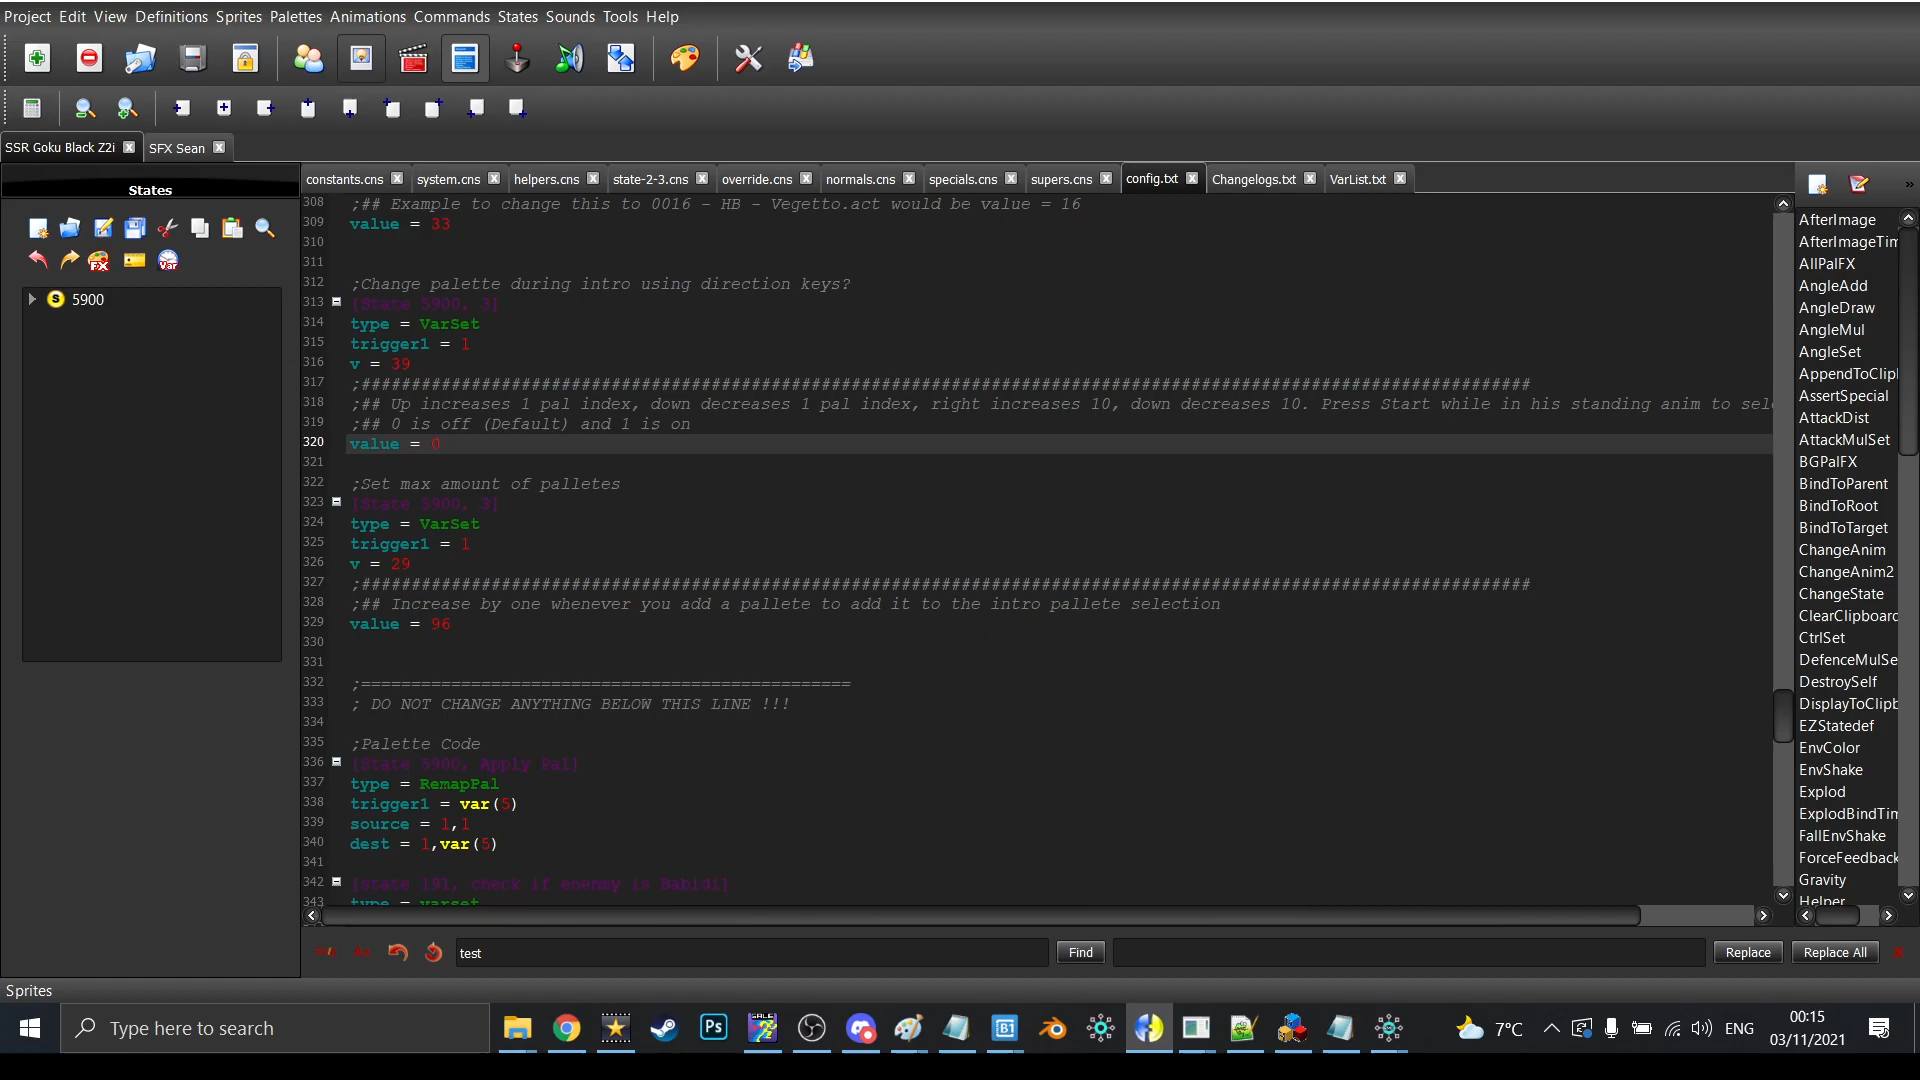 Project Edit View Definitions Sprites Palettes Animations Commands States Sounds Tools Help
SSR Goku Black Z2i SFX Sean
States
constants.cns system.cns helpers.cns state-2-3.cns override.cns normals.cns specials.cns supers.cns config.txt Changelogs.txt VarList.txt
5900
308 ;## Example to change this to 0016 - HB - Vegetto.act would be value = 16
309 value = 33
310
311
312 ;Change palette during intro using direction keys?
313 [State 5900, 3]
314 type = VarSet
315 trigger1 = 1
316 v = 39
317 ;#####################################################################################################################
318 ;## Up increases 1 pal index, down decreases 1 pal index, right increases 10, down decreases 10. Press Start while in his standing anim to sele
319 ;## 0 is off (Default) and 1 is on
320 value = 0
321
322 ;Set max amount of palletes
323 [State 5900, 3]
324 type = VarSet
325 trigger1 = 1
326 v = 29
327 ;#####################################################################################################################
328 ;## Increase by one whenever you add a pallete to add it to the intro pallete selection
329 value = 96
330
331
332 ;=================================================
333 ; DO NOT CHANGE ANYTHING BELOW THIS LINE !!!
334
335 ;Palette Code
336 [State 5900, Apply Pal]
337 type = RemapPal
338 trigger1 = var(5)
339 source = 1,1
340 dest = 1,var(5)
341
342 [state 191, check if enenmy is Babidi]
343 type = varset
AfterImage
AfterImageTim
AllPalFX
AngleAdd
AngleDraw
AngleMul
AngleSet
AppendToClipl
AssertSpecial
AttackDist
AttackMulSet
BGPalFX
BindToParent
BindToRoot
BindToTarget
ChangeAnim
ChangeAnim2
ChangeState
ClearClipboard
CtrlSet
DefenceMulSe
DestroySelf
DisplayToClipb
EZStatedef
EnvColor
EnvShake
Explod
ExplodBindTim
FallEnvShake
ForceFeedback
Gravity
Helper
test Find Replace Replace All
Sprites
Type here to search
7°C ENG
00:15
03/11/2021